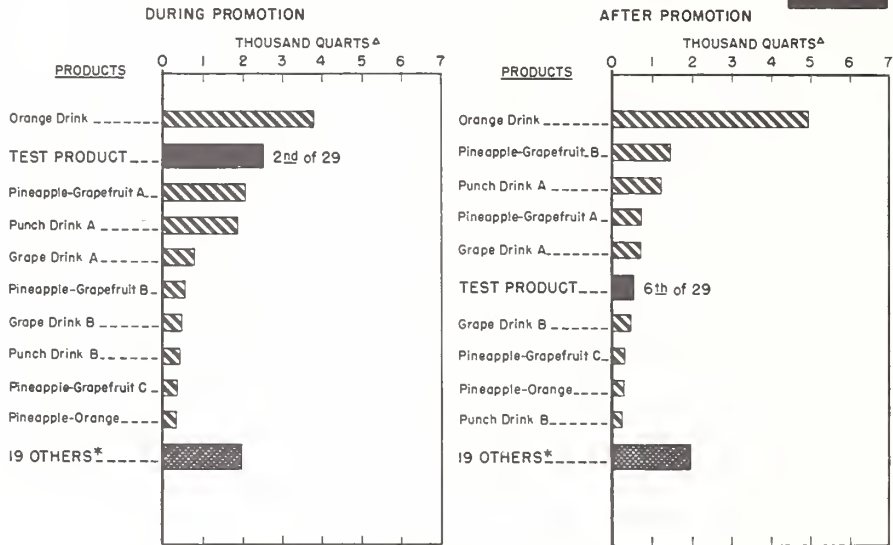 DURING PROMOTION
THOUSAND QUARTS∆
PRODUCTS
0 1 2 3 4 5 6 7
Orange Drink
TEST PRODUCT 2nd of 29
Pineapple-Grapefruit A
Punch Drink A
Grape Drink A
Pineapple-Grapefruit B
Grape Drink B
Punch Drink B
Pineapple-Grapefruit C
Pineapple-Orange
19 OTHERS*
AFTER PROMOTION
THOUSAND QUARTS∆
PRODUCTS
0 1 2 3 4 5 6 7
Orange Drink
Pineapple-Grapefruit B
Punch Drink A
Pineapple-Grapefruit A
Grape Drink A
TEST PRODUCT 6th of 29
Grape Drink B
Pineapple-Grapefruit C
Pineapple-Orange
Punch Drink B
19 OTHERS*